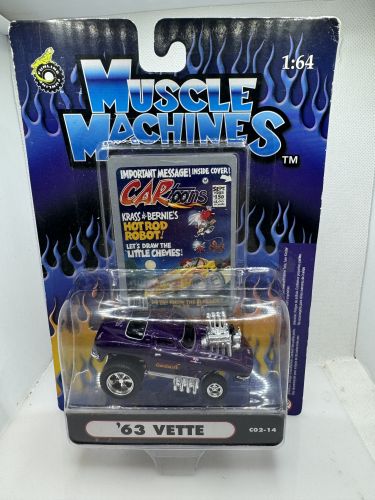 1:64
MUSCLE
MACHINES
TM
IMPORTANT MESSAGE! INSIDE COVER!
CARtoons
SEPT
KRASS & BERNIE'S
HOT ROD
ROBOT!
LET'S DRAW THE
LITTLE CHEVIES!
'63 VETTE
C02-14